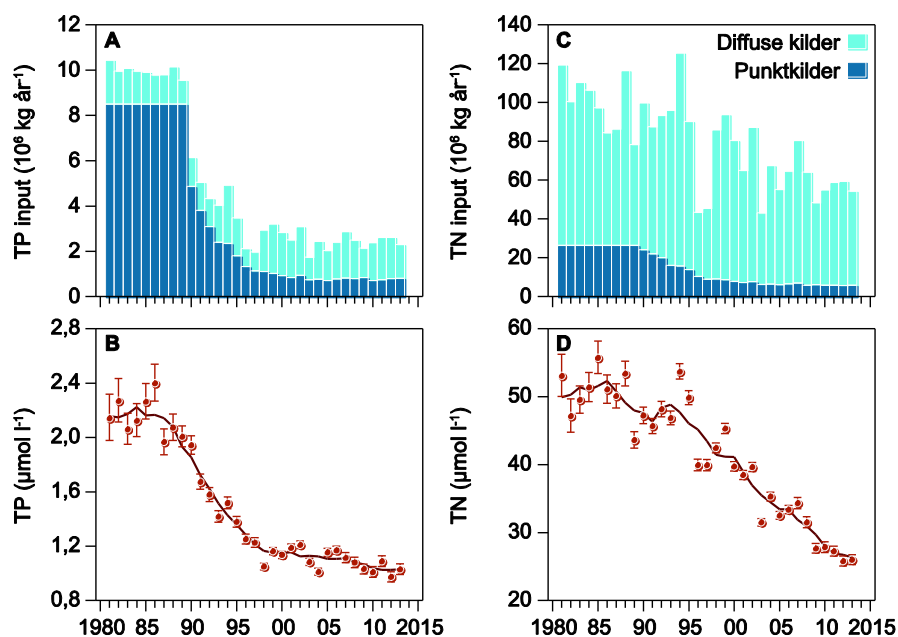 A
TP input (10⁶ kg år⁻¹)
12
10
8
6
4
2
0
C
Diffuse kilder
Punktkilder
TN input (10⁶ kg år⁻¹)
140
120
100
80
60
40
20
0
B
TP (µmol l⁻¹)
2,8
2,4
2,0
1,6
1,2
0,8
1980 85 90 95 00 05 10 2015
D
TN (µmol l⁻¹)
60
50
40
30
20
1980 85 90 95 00 05 10 2015